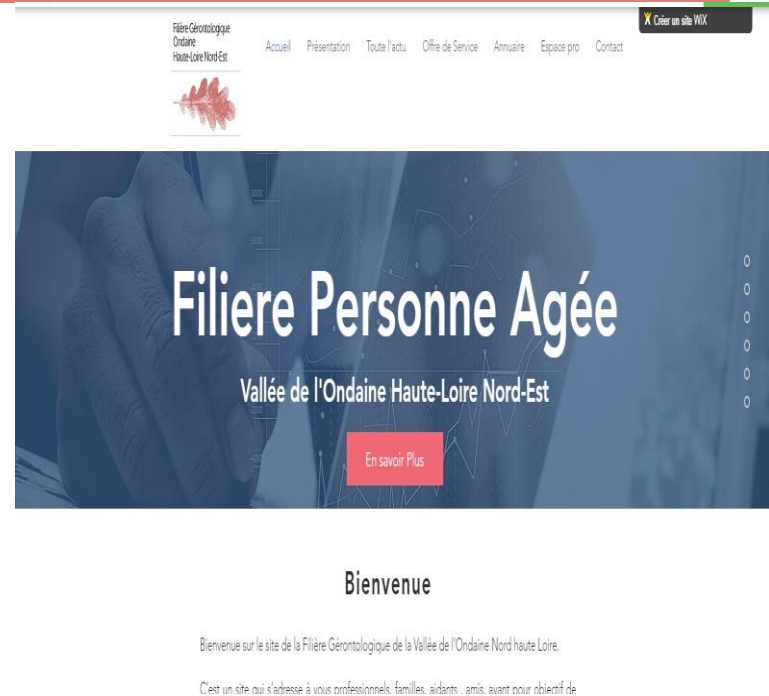 Filière Gérontologique
Ondaine
Haute-Loire Nord-Est
Accueil Présentation Toute l'actu Offre de Service Annuaire Espace pro Contact
Créer un site WiX
Filiere Personne Agée
Vallée de l'Ondaine Haute-Loire Nord-Est
En savoir Plus
Bienvenue
Bienvenue sur le site de la Filière Gérontologique de la Vallée de l'Ondaine Nord haute Loire.
C'est un site qui s'adresse à vous professionnels, familles, aidants , amis, ayant pour objectif de